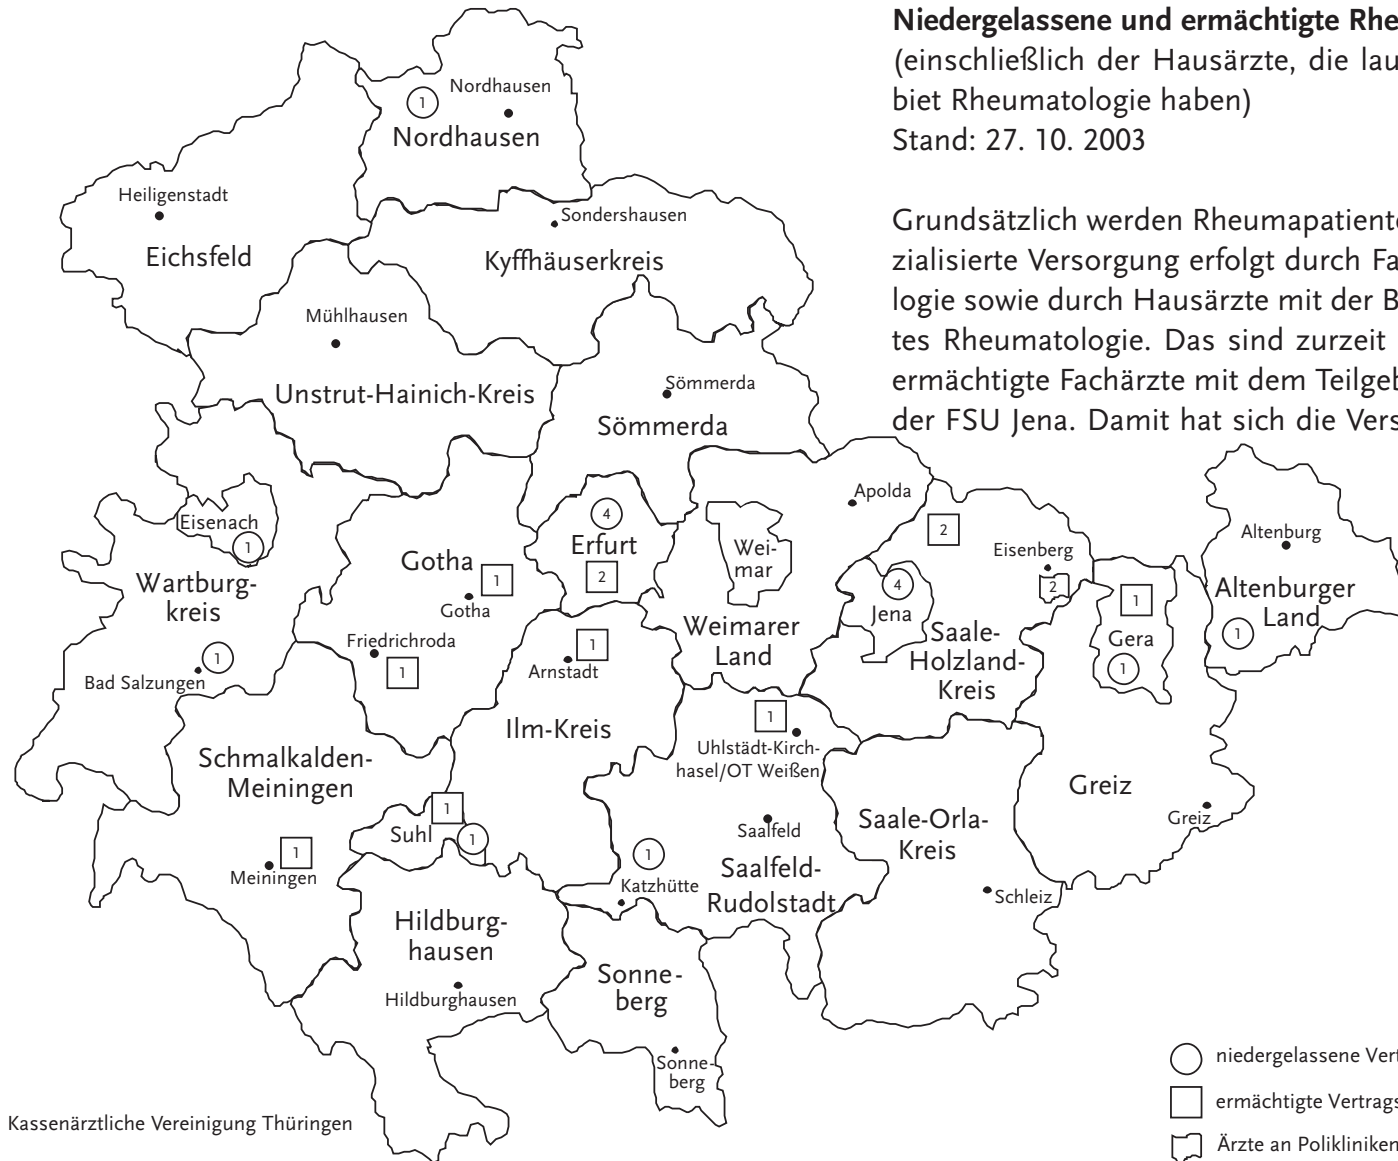 Niedergelassene und ermächtigte Rhe
(einschließlich der Hausärzte, die lau
biet Rheumatologie haben)
Stand: 27. 10. 2003
Grundsätzlich werden Rheumapatiente
zialisierte Versorgung erfolgt durch Fa
logie sowie durch Hausärzte mit der B
tes Rheumatologie. Das sind zurzeit
ermächtigte Fachärzte mit dem Teilgeb
der FSU Jena. Damit hat sich die Vers
Nordhausen
1
Nordhausen
Heiligenstadt
Eichsfeld
Sondershausen
Kyffhäuserkreis
Mühlhausen
Unstrut-Hainich-Kreis
Sömmerda
Sömmerda
Eisenach
1
Wartburg-
kreis
1
Bad Salzungen
Gotha
1
Gotha
Friedrichroda
1
4
Erfurt
2
1
Arnstadt
Ilm-Kreis
Wei-
mar
Apolda
Weimarer
Land
2
Eisenberg
2
4
Jena
Saale-
Holzland-
Kreis
1
Gera
1
Altenburg
Altenburger
Land
1
Schmalkalden-
Meiningen
1
Meiningen
1
Suhl
1
1
Uhlstädt-Kirch-
hasel/OT Weißen
Saalfeld
Saalfeld-
Rudolstadt
1
Katzhütte
Saale-Orla-
Kreis
Schleiz
Greiz
Greiz
Hildburg-
hausen
Hildburghausen
Sonne-
berg
Sonne-
berg
niedergelassene Vert
ermächtigte Vertrags
Ärzte an Polikliniken
Kassenärztliche Vereinigung Thüringen